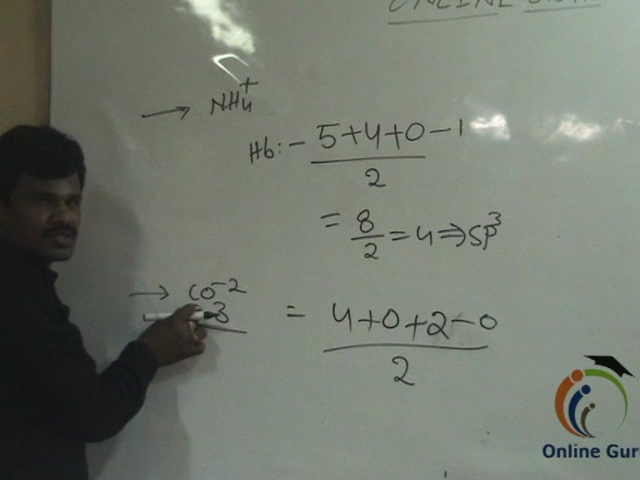 ONLINE
→ NH4+
Hb:- 5+4+0-1
2
= 8/2 = 4 ⇒ SP3
→ CO3-2 = 4+0+2-0
2
Online Gur